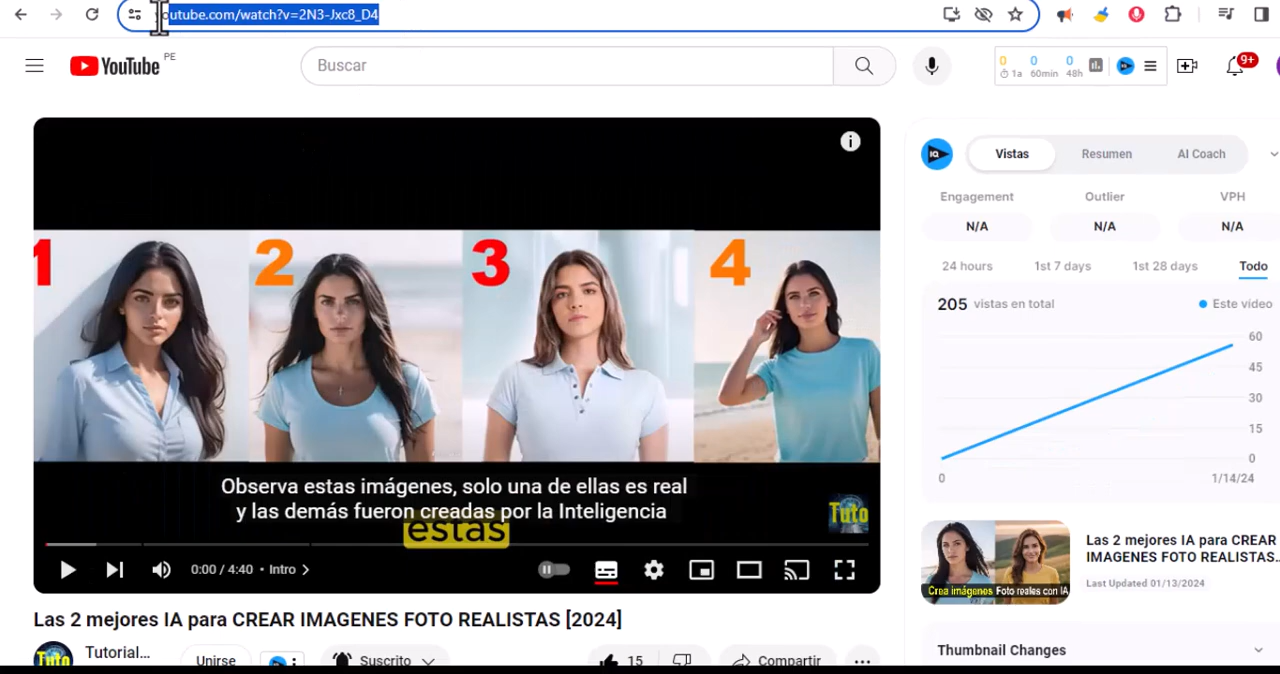 outube.com/watch?v=2N3-Jxc8_D4
YouTube PE
Buscar
0 0 0
1a 60min 48h
9+
IQ
Vistas Resumen AI Coach
Engagement Outlier VPH
N/A N/A N/A
24 hours 1st 7 days 1st 28 days Todo
205 vistas en total Este vídeo
60
45
30
15
0
0 1/14/24
1 2 3 4
Observa estas imágenes, solo una de ellas es real
y las demás fueron creadas por la Inteligencia
estas
Tuto
0:00 / 4:40 • Intro
Las 2 mejores IA para CREAR
IMAGENES FOTO REALISTAS...
Last Updated 01/13/2024
Crea imágenes Foto reales con IA
Las 2 mejores IA para CREAR IMAGENES FOTO REALISTAS [2024]
Tuto
Tutorial...
Unirse
Suscrito
15
Compartir
Thumbnail Changes